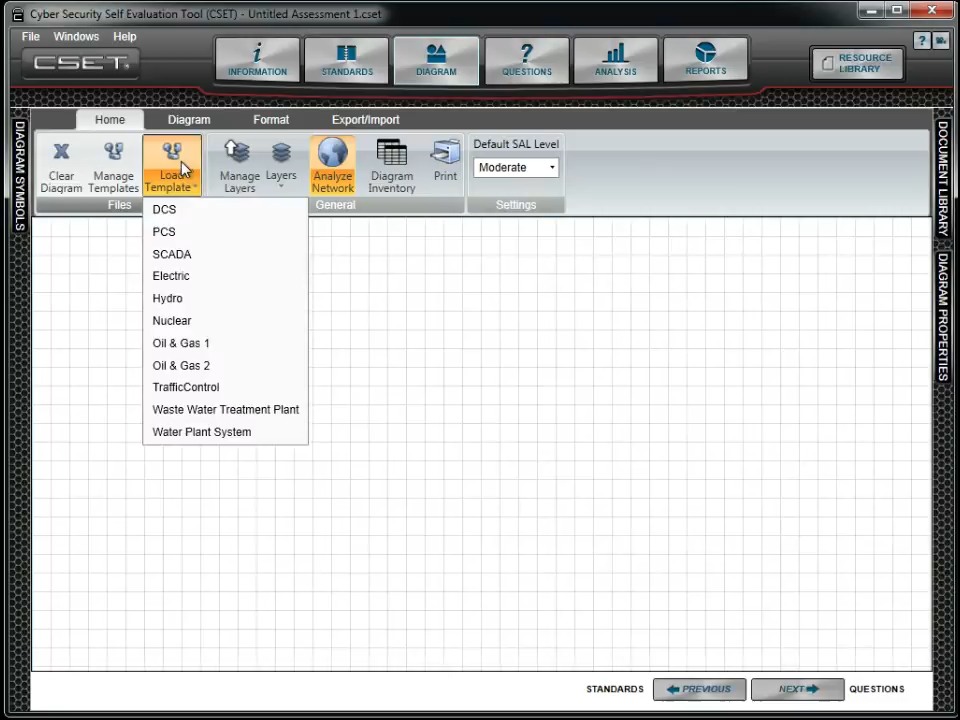 Cyber Security Self Evaluation Tool (CSET) - Untitled Assessment 1.cset
File Windows Help
CSET
INFORMATION
STANDARDS
DIAGRAM
QUESTIONS
ANALYSIS
REPORTS
RESOURCE LIBRARY
Home Diagram Format Export/Import
Clear Diagram
Manage Templates
Load Template
Files
Manage Layers
Layers
Analyze Network
Diagram Inventory
Print
General
Default SAL Level
Moderate
Settings
DCS
PCS
SCADA
Electric
Hydro
Nuclear
Oil & Gas 1
Oil & Gas 2
TrafficControl
Waste Water Treatment Plant
Water Plant System
DIAGRAM SYMBOLS
DOCUMENT LIBRARY
DIAGRAM PROPERTIES
STANDARDS PREVIOUS NEXT QUESTIONS